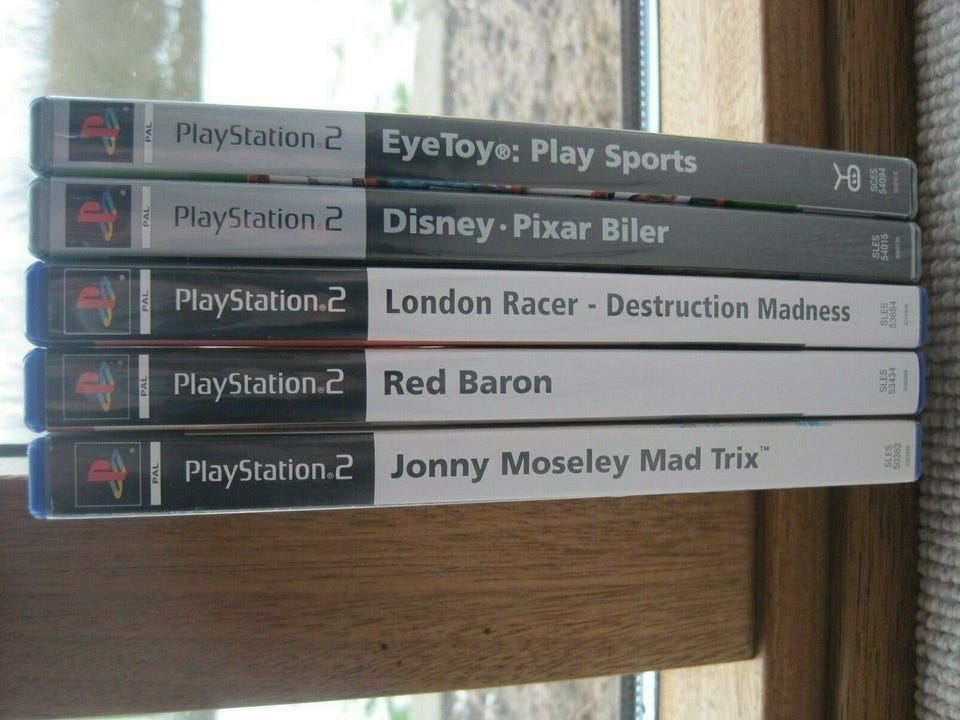 PAL PlayStation®2 EyeToy®: Play Sports SCES 54094
PAL PlayStation®2 Disney·Pixar Biler SLES 54015
PAL PlayStation®2 London Racer - Destruction Madness SLES 53654
PAL PlayStation®2 Red Baron SLES 53434
PAL PlayStation®2 Jonny Moseley Mad Trix™ SLES 50362